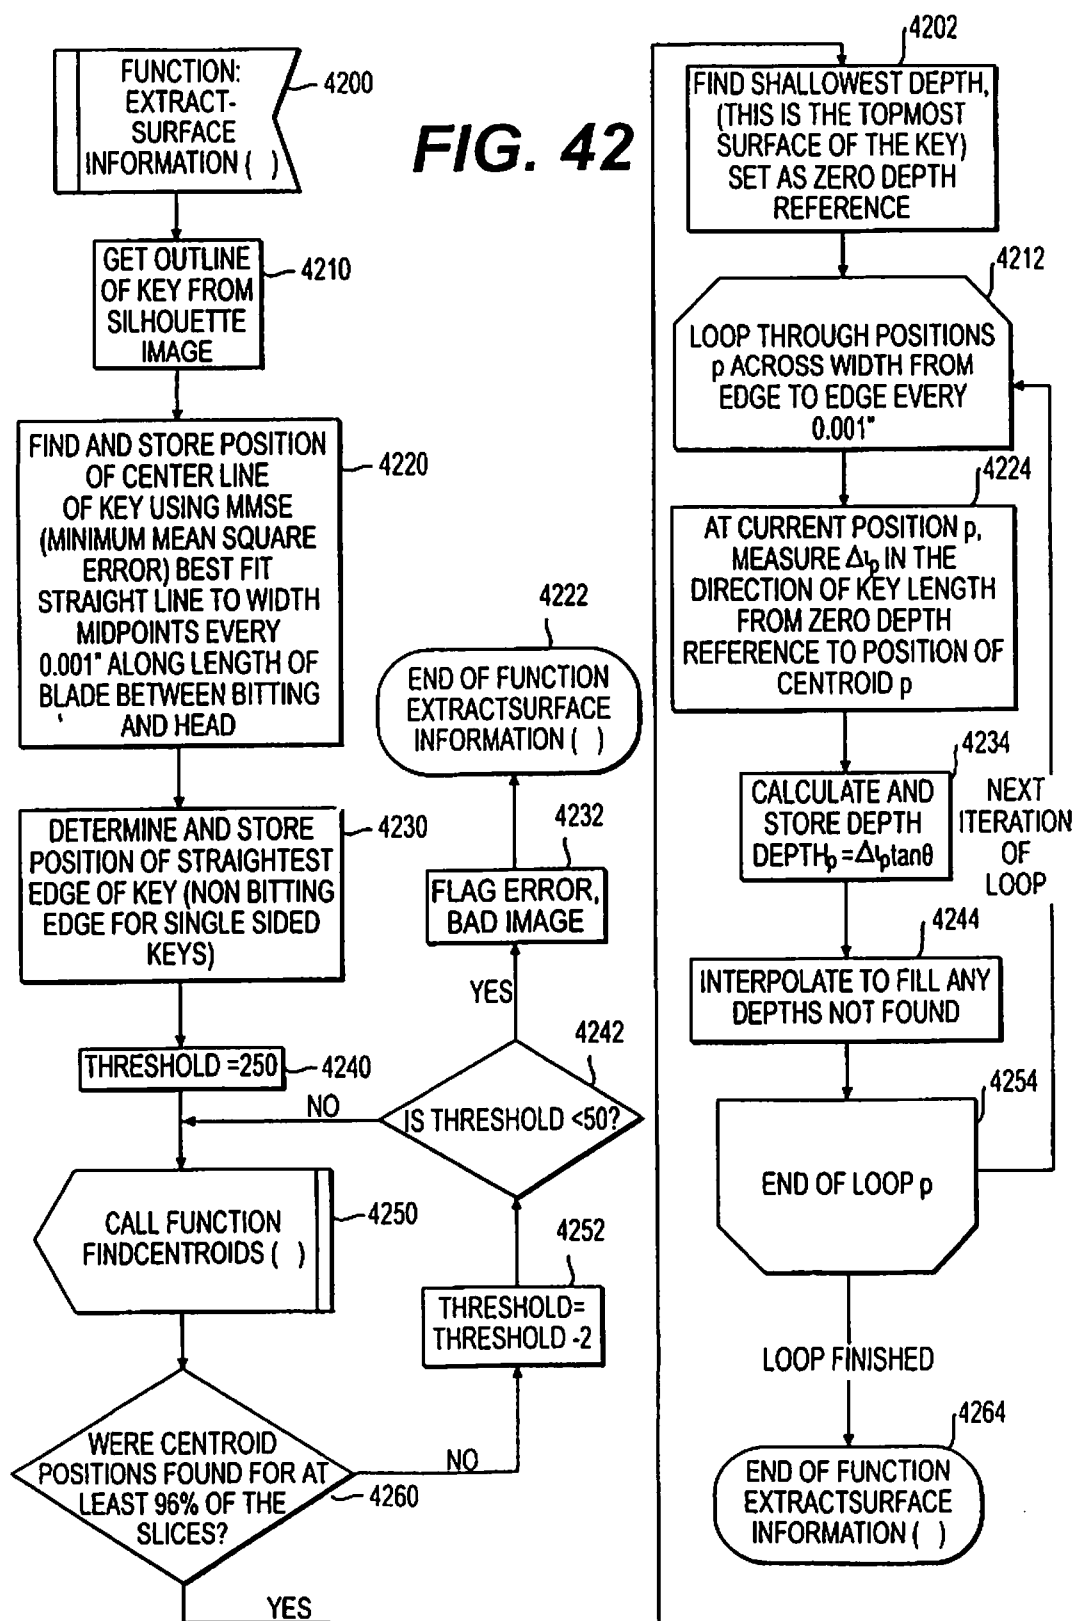 FIG. 42
FUNCTION:
EXTRACT-
SURFACE
INFORMATION ( )
4200
GET OUTLINE
OF KEY FROM
SILHOUETTE
IMAGE
4210
FIND AND STORE POSITION
OF CENTER LINE
OF KEY USING MMSE
(MINIMUM MEAN SQUARE
ERROR) BEST FIT
STRAIGHT LINE TO WIDTH
MIDPOINTS EVERY
0.001" ALONG LENGTH OF
BLADE BETWEEN BITTING
AND HEAD
4220
DETERMINE AND STORE
POSITION OF STRAIGHTEST
EDGE OF KEY (NON BITTING
EDGE FOR SINGLE SIDED
KEYS)
4230
THRESHOLD =250
4240
CALL FUNCTION
FINDCENTROIDS ( )
4250
WERE CENTROID
POSITIONS FOUND FOR AT
LEAST 96% OF THE
SLICES?
4260
YES
NO
THRESHOLD=
THRESHOLD -2
4252
IS THRESHOLD <50?
4242
NO
YES
FLAG ERROR,
BAD IMAGE
4232
END OF FUNCTION
EXTRACTSURFACE
INFORMATION ( )
4222
4202
FIND SHALLOWEST DEPTH,
(THIS IS THE TOPMOST
SURFACE OF THE KEY)
SET AS ZERO DEPTH
REFERENCE
4212
LOOP THROUGH POSITIONS
p ACROSS WIDTH FROM
EDGE TO EDGE EVERY
0.001"
4224
AT CURRENT POSITION p,
MEASURE Δlp IN THE
DIRECTION OF KEY LENGTH
FROM ZERO DEPTH
REFERENCE TO POSITION OF
CENTROID p
4234
CALCULATE AND
STORE DEPTH
DEPTHp =Δlptanθ
NEXT
ITERATION
OF
LOOP
4244
INTERPOLATE TO FILL ANY
DEPTHS NOT FOUND
4254
END OF LOOP p
LOOP FINISHED
4264
END OF FUNCTION
EXTRACTSURFACE
INFORMATION ( )